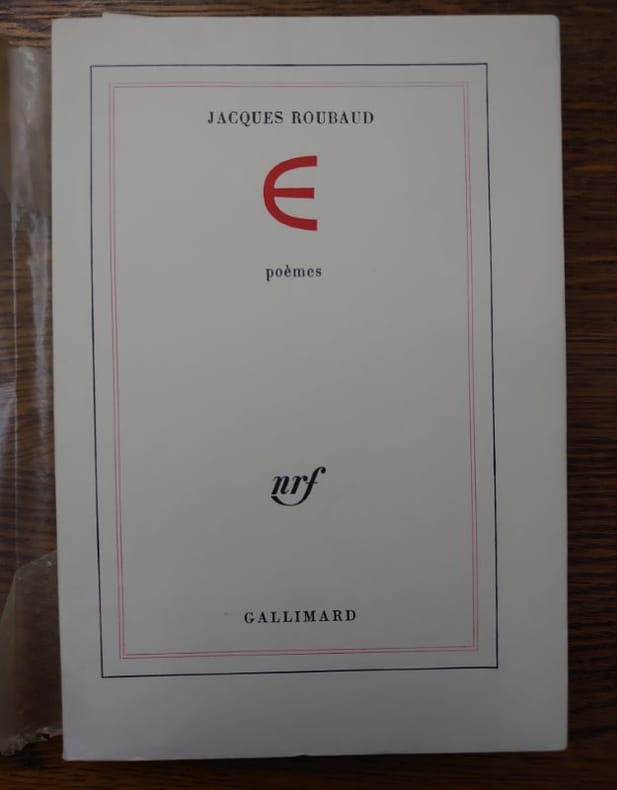 JACQUES ROUBAUD
∈
poèmes
nrf
GALLIMARD